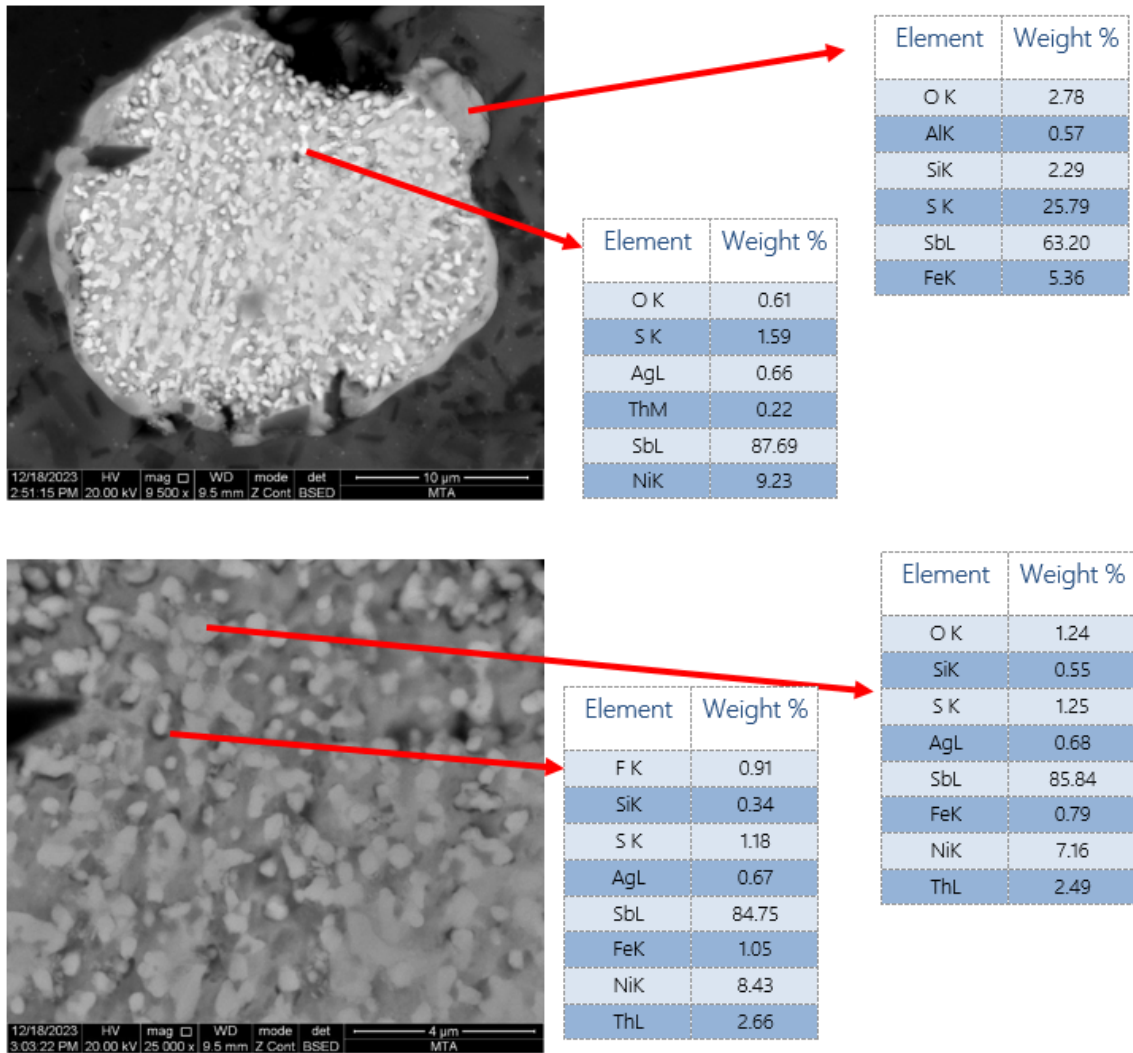 Element Weight %
O K 2.78
AlK 0.57
SiK 2.29
S K 25.79
SbL 63.20
FeK 5.36
Element Weight %
O K 0.61
S K 1.59
AgL 0.66
ThM 0.22
SbL 87.69
NiK 9.23
12/18/2023 HV mag □ WD mode det 10 µm
2:51:15 PM 20.00 kV 9 500 x 9.5 mm Z Cont BSED MTA
Element Weight %
O K 1.24
SiK 0.55
S K 1.25
AgL 0.68
SbL 85.84
FeK 0.79
NiK 7.16
ThL 2.49
Element Weight %
F K 0.91
SiK 0.34
S K 1.18
AgL 0.67
SbL 84.75
FeK 1.05
NiK 8.43
ThL 2.66
12/18/2023 HV mag □ WD mode det 4 µm
3:03:22 PM 20.00 kV 25 000 x 9.5 mm Z Cont BSED MTA